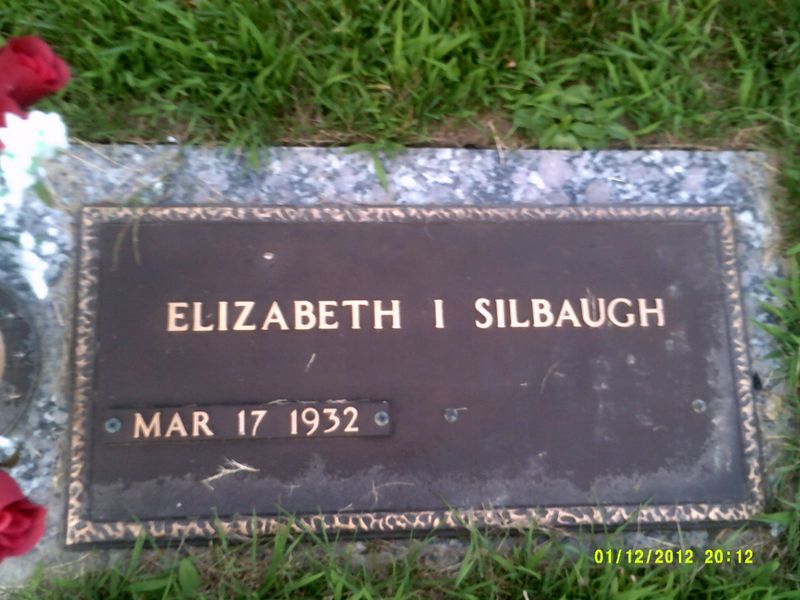 ELIZABETH I SILBAUGH
MAR 17 1932
01/12/2012 20:12